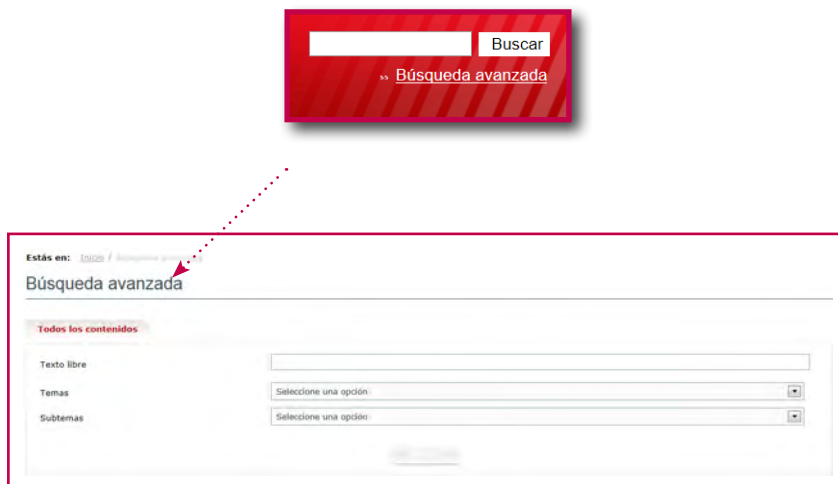 Buscar
»» Búsqueda avanzada
Estás en: Inicio /
Búsqueda avanzada
Todos los contenidos
Texto libre
Temas Seleccione una opción
Subtemas Seleccione una opción